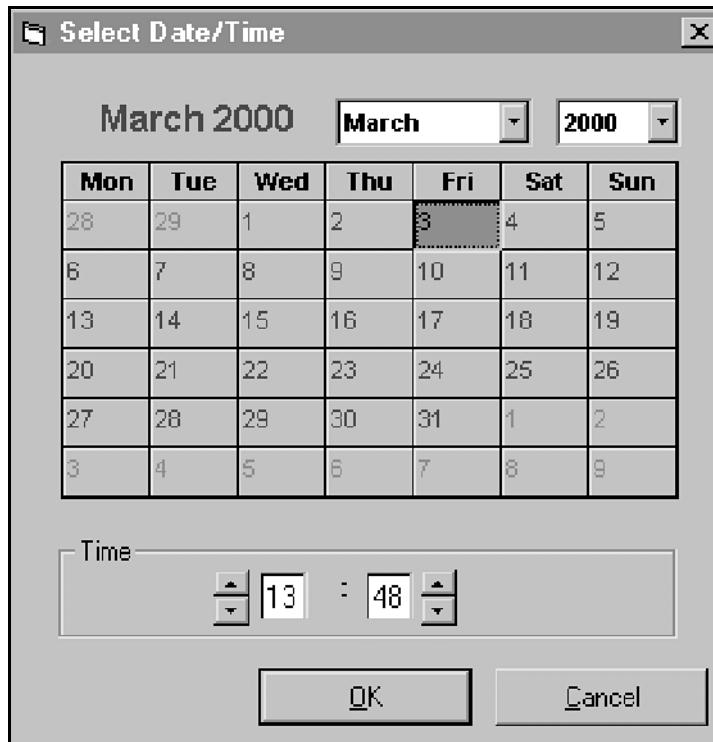 Select Date/Time
March 2000 March 2000
Mon Tue Wed Thu Fri Sat Sun
28 29 1 2 3 4 5
6 7 8 9 10 11 12
13 14 15 16 17 18 19
20 21 22 23 24 25 26
27 28 29 30 31 1 2
3 4 5 6 7 8 9
Time
13 : 48
OK Cancel